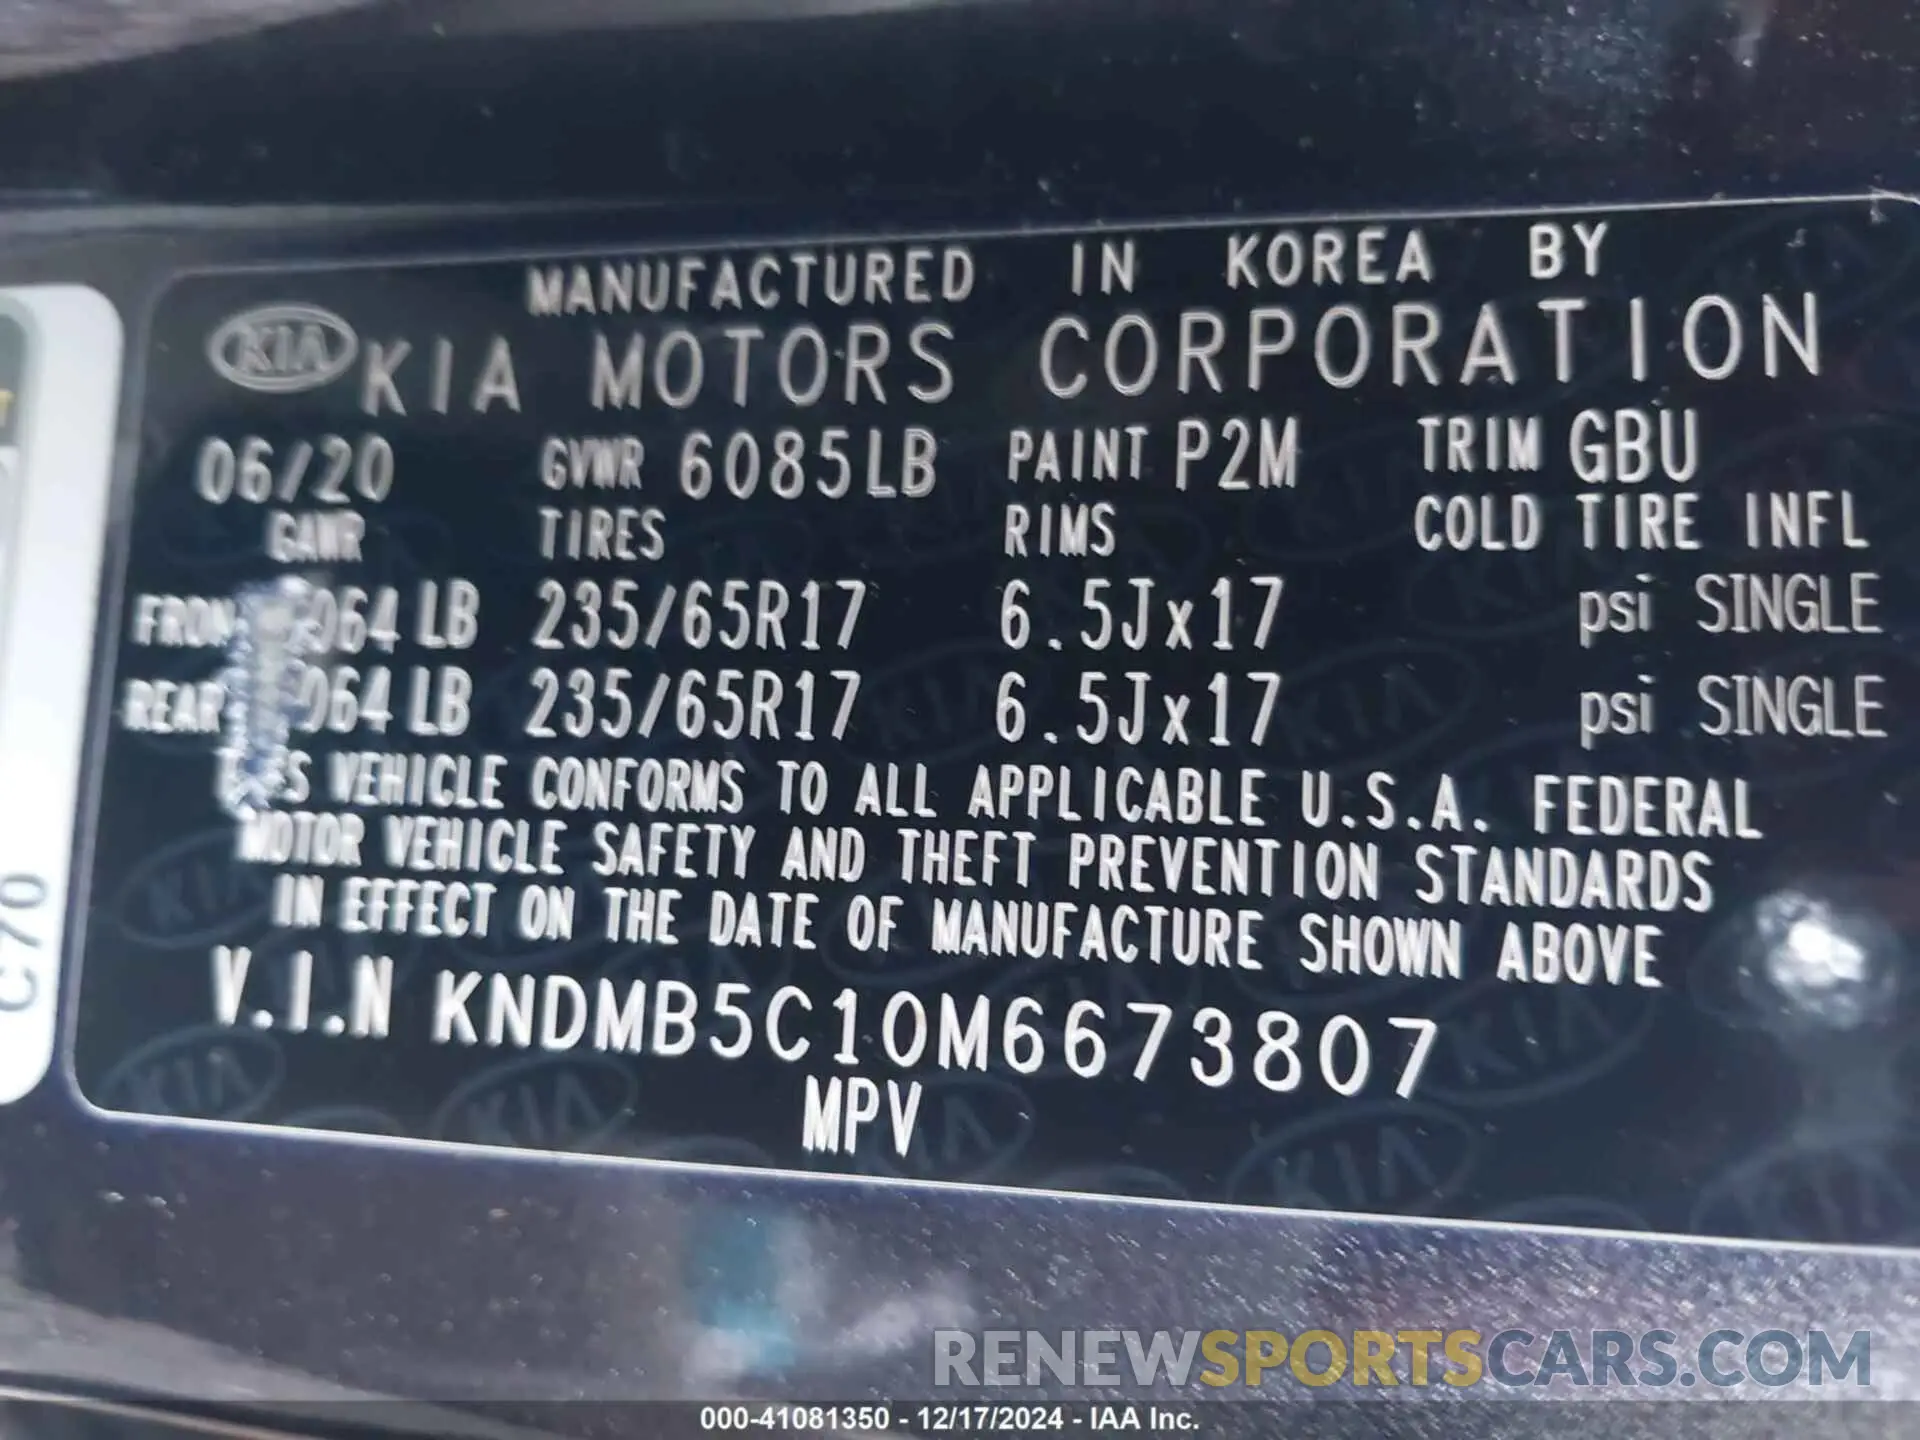 MANUFACTURED IN KOREA BY
KIA KIA MOTORS CORPORATION
06/20 GVWR 6085LB PAINT P2M TRIM GBU
GAWR TIRES RIMS COLD TIRE INFL
064 LB 235/65R17 6.5Jx17 psi SINGLE
REAR 064 LB 235/65R17 6.5Jx17 psi SINGLE
VEHICLE CONFORMS TO ALL APPLICABLE U.S.A. FEDERAL
MOTOR VEHICLE SAFETY AND THEFT PREVENTION STANDARDS
IN EFFECT ON THE DATE OF MANUFACTURE SHOWN ABOVE
V.I.N KNDMB5C10M6673807
MPV
C70
RENEWSPORTSCARS.COM
000-41081350 - 12/17/2024 - IAA Inc.